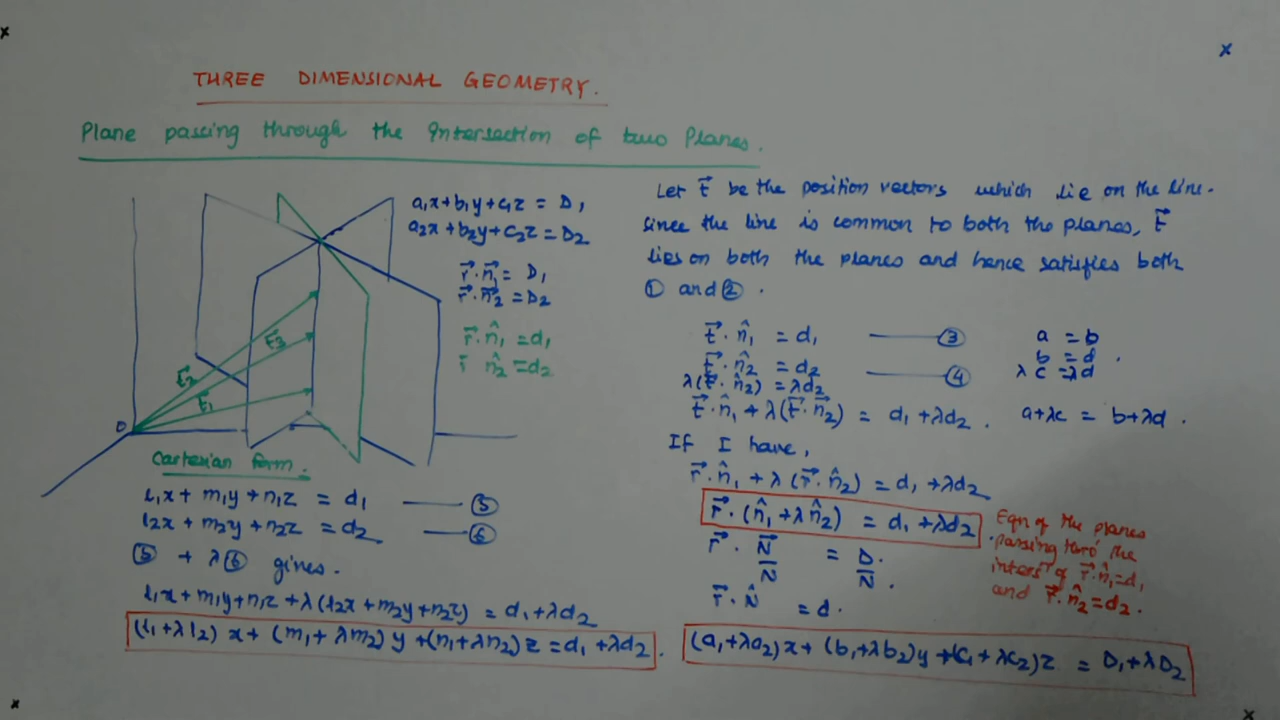 THREE DIMENSIONAL GEOMETRY.
Plane passing through the Intersection of two Planes.
a₁x+b₁y+c₁z = D₁
a₂x+b₂y+c₂z = D₂
r⃗.n⃗₁ = D₁
r⃗.n⃗₂ = D₂
r⃗.n̂₁ = d₁
r⃗ n̂₂ = d₂
t⃗₂
t⃗₃
t⃗₁
O
Cartesian form.
l₁x + m₁y + n₁z = d₁ —— ⑤
l₂x + m₂y + n₂z = d₂ —— ⑥
⑤ + λ⑥ gives.
l₁x + m₁y + n₁z + λ(l₂x + m₂y + n₂z) = d₁ + λd₂
(l₁ + λl₂) x + (m₁ + λm₂) y + (n₁ + λn₂) z = d₁ + λd₂.
Let t⃗ be the position vectors which lie on the line.
since the line is common to both the planes, t⃗
lies on both the planes and hence satisfies both
① and ② .
t⃗. n̂₁ = d₁ —— ③
t⃗. n̂₂ = d₂ —— ④
λ(t⃗. n̂₂) = λd₂
t⃗. n̂₁ + λ(t⃗. n̂₂) = d₁ + λd₂ .
a = b
b = d .
λ c = λd
a+λc = b+λd .
If I have,
r⃗. n̂₁ + λ (r⃗. n̂₂) = d₁ + λd₂
r⃗. (n̂₁ + λ n̂₂) = d₁ + λd₂ .
Eqn of the planes
passing thro' the
intersⁿ of r⃗.n̂₁=d₁
and r⃗.n̂₂=d₂.
r⃗ . N⃗/N = D/N .
r⃗ . N̂ = d .
(a₁+λa₂)x + (b₁+λb₂)y + (c₁+λc₂)z = D₁+λD₂